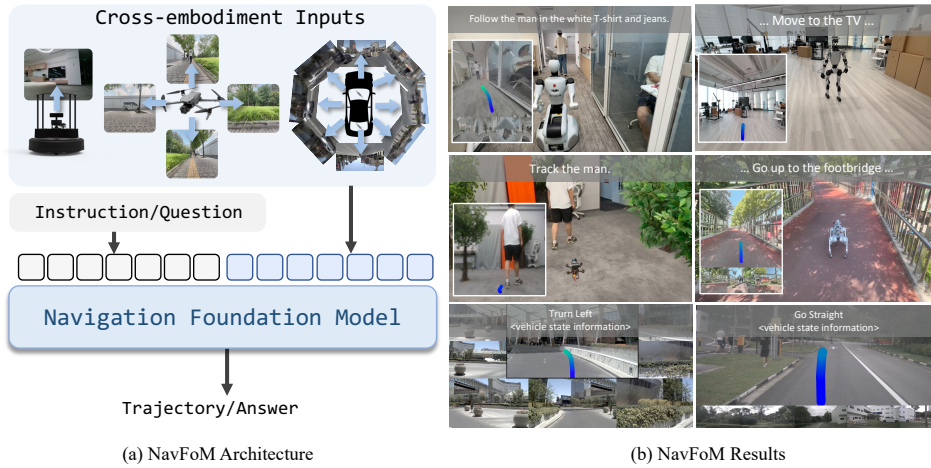 Cross-embodiment Inputs
Instruction/Question
Navigation Foundation Model
Trajectory/Answer
(a) NavFoM Architecture
Follow the man in the white T-shirt and jeans.
... Move to the TV ...
Track the man.
... Go up to the footbridge ...
Trurn Left
<vehicle state information>
Go Straight
<vehicle state information>
(b) NavFoM Results